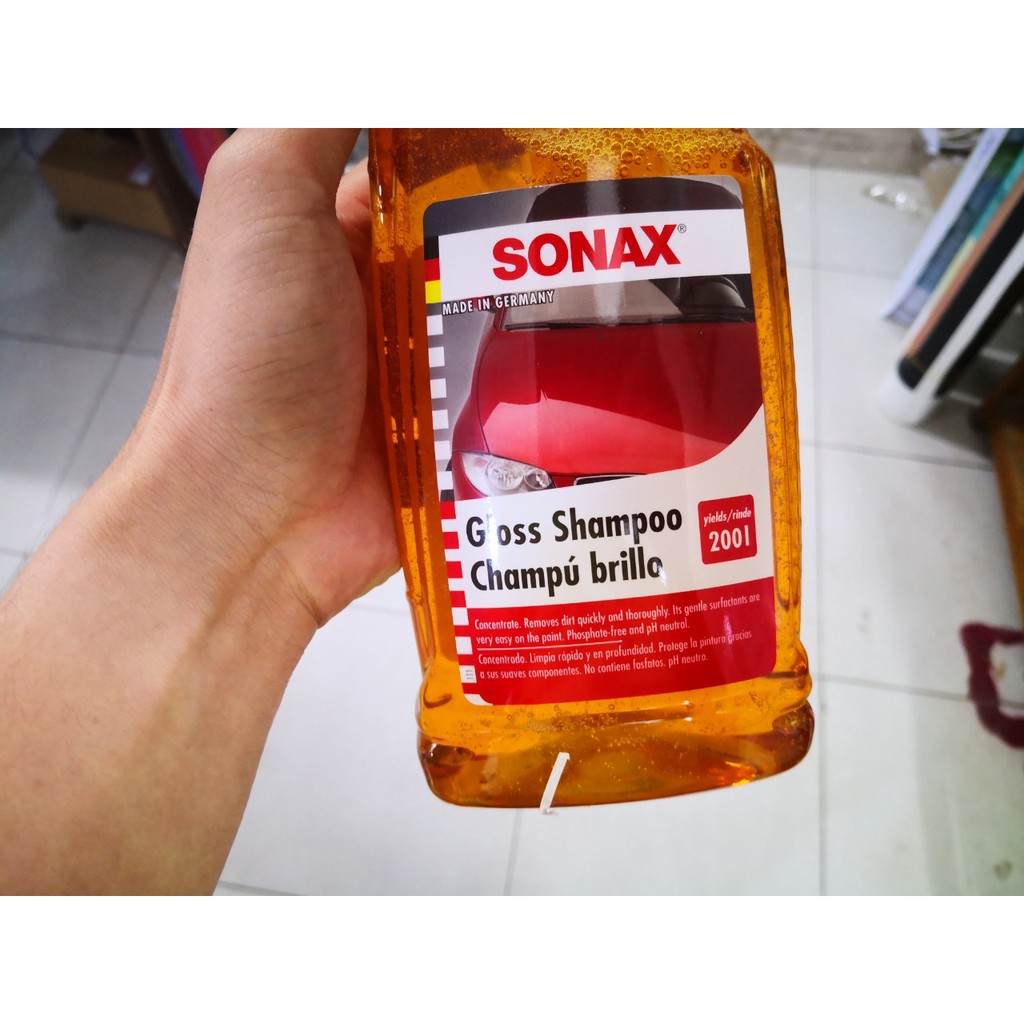 SONAX®
MADE IN GERMANY
Gloss Shampoo
Champú brillo
yields/rinde
200l
Concentrate. Removes dirt quickly and thoroughly. Its gentle surfactants are
very easy on the paint. Phosphate-free and pH neutral.
Concentrado. Limpia rápido y en profundidad. Protege la pintura gracias
a sus suaves componentes. No contiene fosfatos. pH neutro.